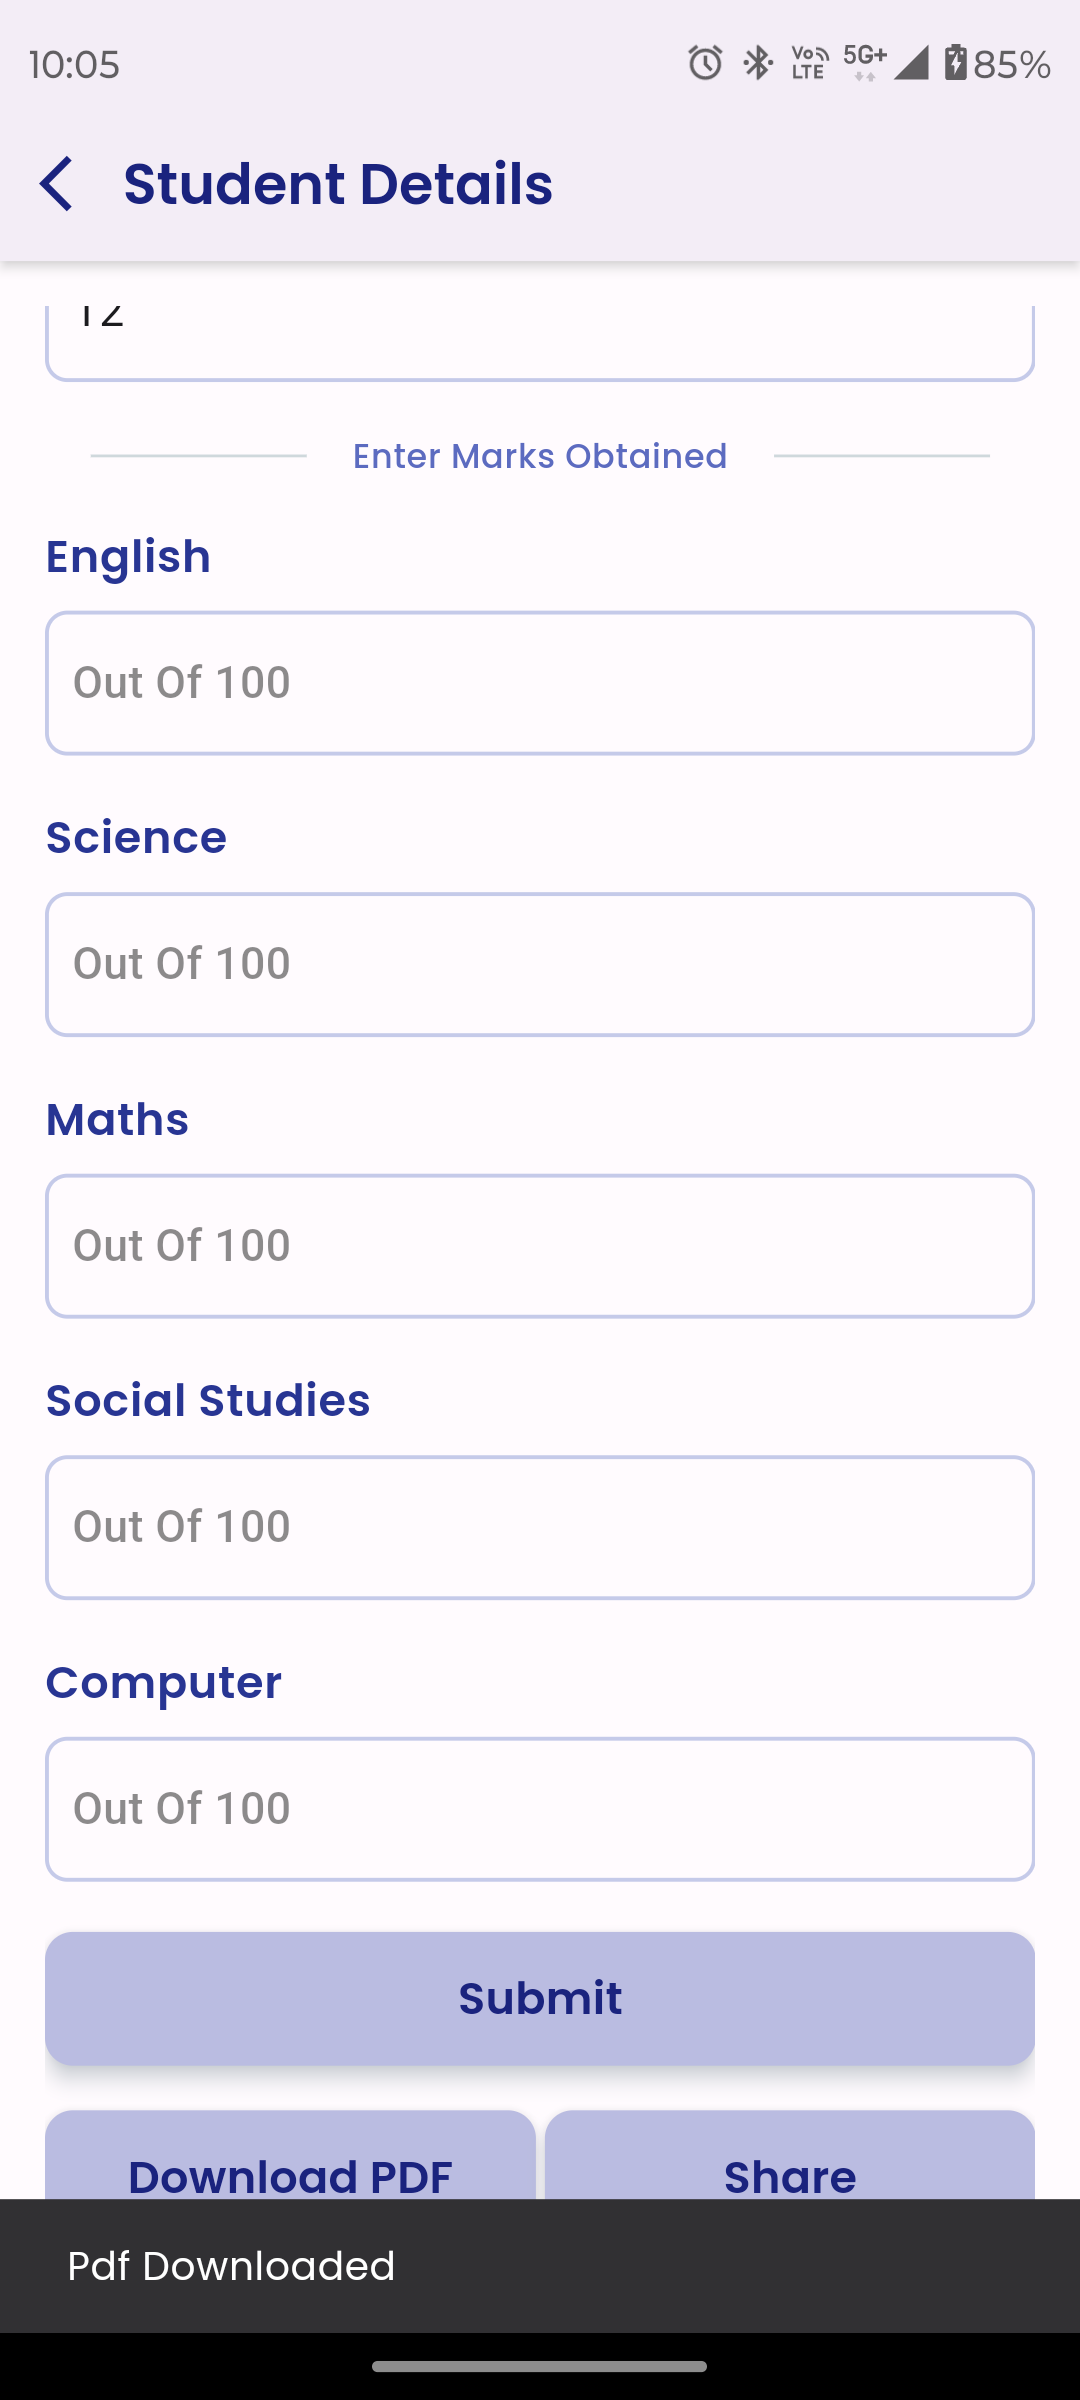 10:05
Vo LTE 5G+ 85%
Student Details
12
Enter Marks Obtained
English
Out Of 100
Science
Out Of 100
Maths
Out Of 100
Social Studies
Out Of 100
Computer
Out Of 100
Submit
Download PDF Share
Pdf Downloaded